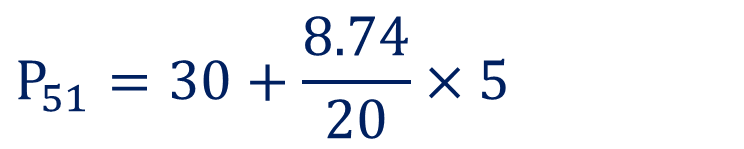 P₅₁ = 30 + 8.74/20 × 5